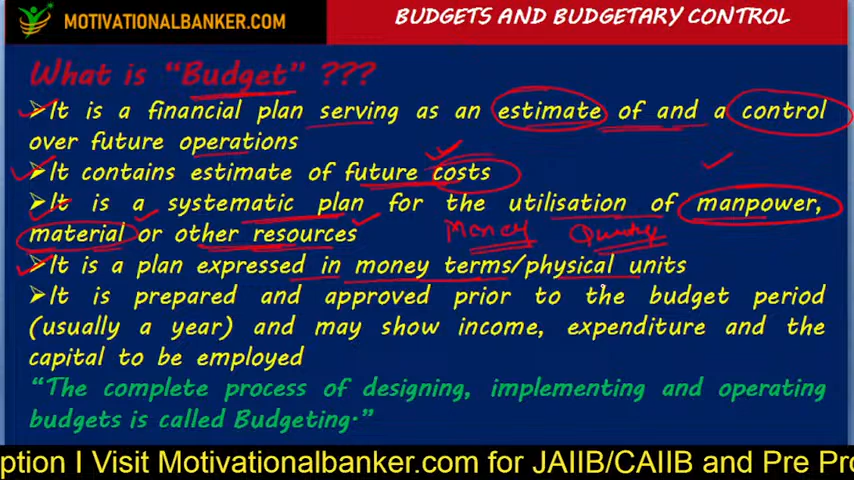 MOTIVATIONALBANKER.COM
BUDGETS AND BUDGETARY CONTROL
What is "Budget" ???
➤It is a financial plan serving as an estimate of and a control
over future operations
➤It contains estimate of future costs
➤It is a systematic plan for the utilisation of manpower,
material or other resources
Money
➤It is a plan expressed in money terms/physical units
➤It is prepared and approved prior to the budget period
(usually a year) and may show income, expenditure and the
capital to be employed
"The complete process of designing, implementing and operating
budgets is called Budgeting."
ption I Visit Motivationalbanker.com for JAIIB/CAIIB and Pre Pro